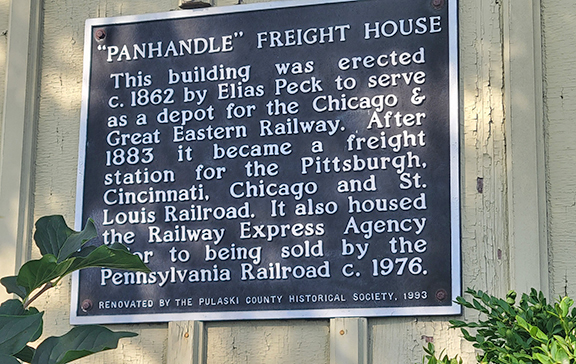 "PANHANDLE" FREIGHT HOUSE
This building was erected
c. 1862 by Elias Peck to serve
as a depot for the Chicago &
Great Eastern Railway. After
1883 it became a freight
station for the Pittsburgh,
Cincinnati, Chicago and St.
Louis Railroad. It also housed
the Railway Express Agency
to being sold by the
Pennsylvania Railroad c. 1976.
RENOVATED BY THE PULASKI COUNTY HISTORICAL SOCIETY, 1993